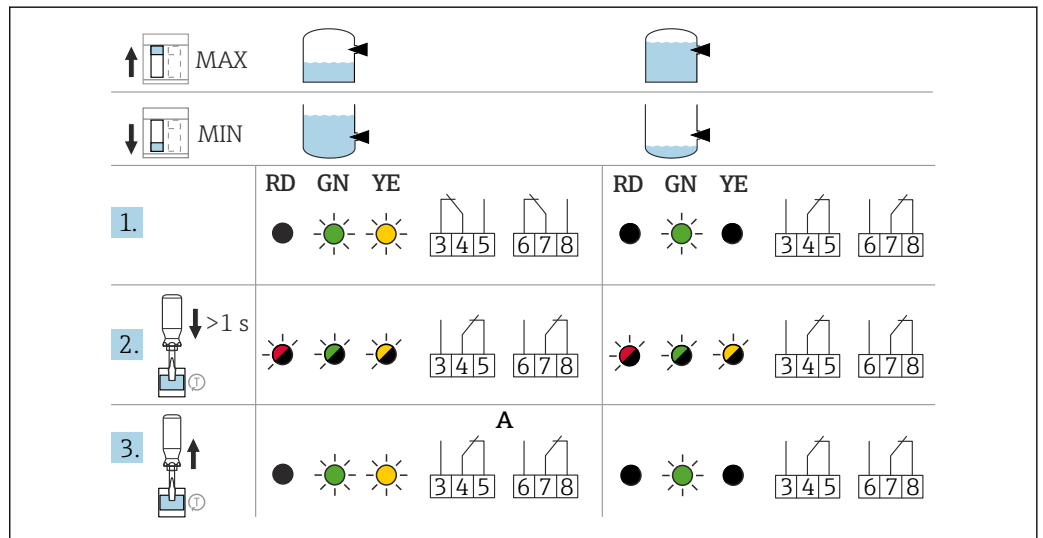 MAX
MIN
RD GN YE RD GN YE
1. 3 4 5 6 7 8 3 4 5 6 7 8
2. >1 s 3 4 5 6 7 8 3 4 5 6 7 8
T
A
3. 3 4 5 6 7 8 3 4 5 6 7 8
T